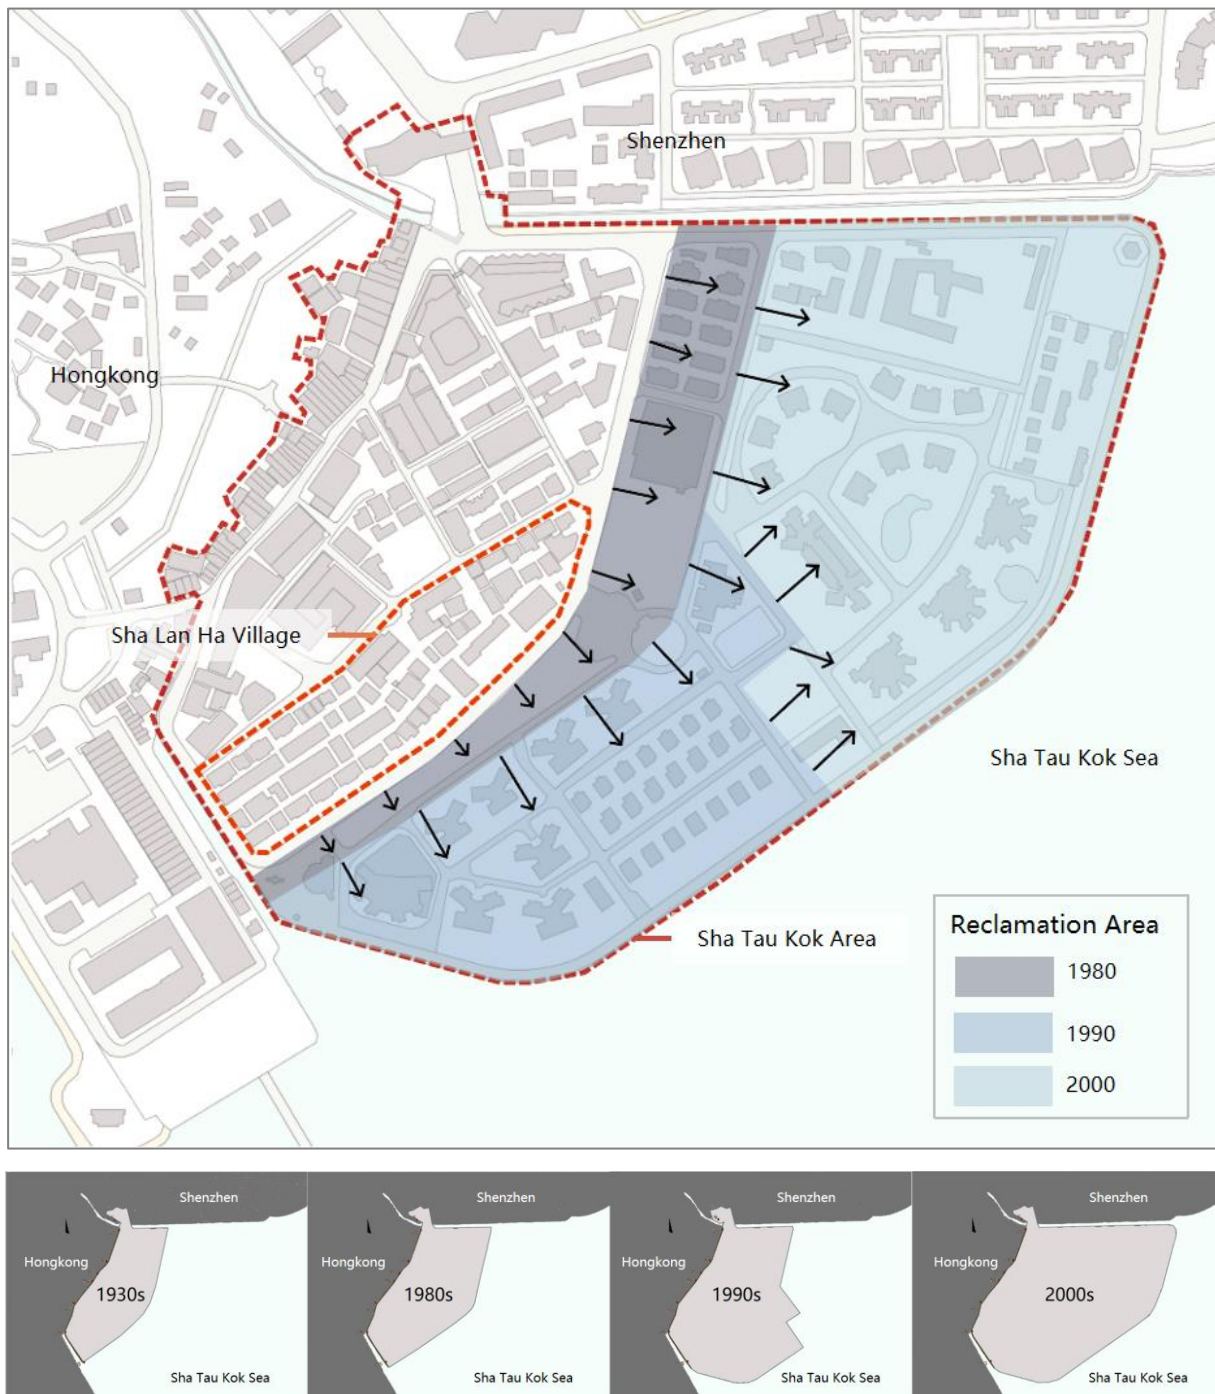 Shenzhen
Hongkong
Sha Lan Ha Village
Sha Tau Kok Sea
Sha Tau Kok Area
Reclamation Area
1980
1990
2000
Shenzhen
Hongkong
1930s
Sha Tau Kok Sea
Shenzhen
Hongkong
1980s
Sha Tau Kok Sea
Shenzhen
Hongkong
1990s
Sha Tau Kok Sea
Shenzhen
Hongkong
2000s
Sha Tau Kok Sea